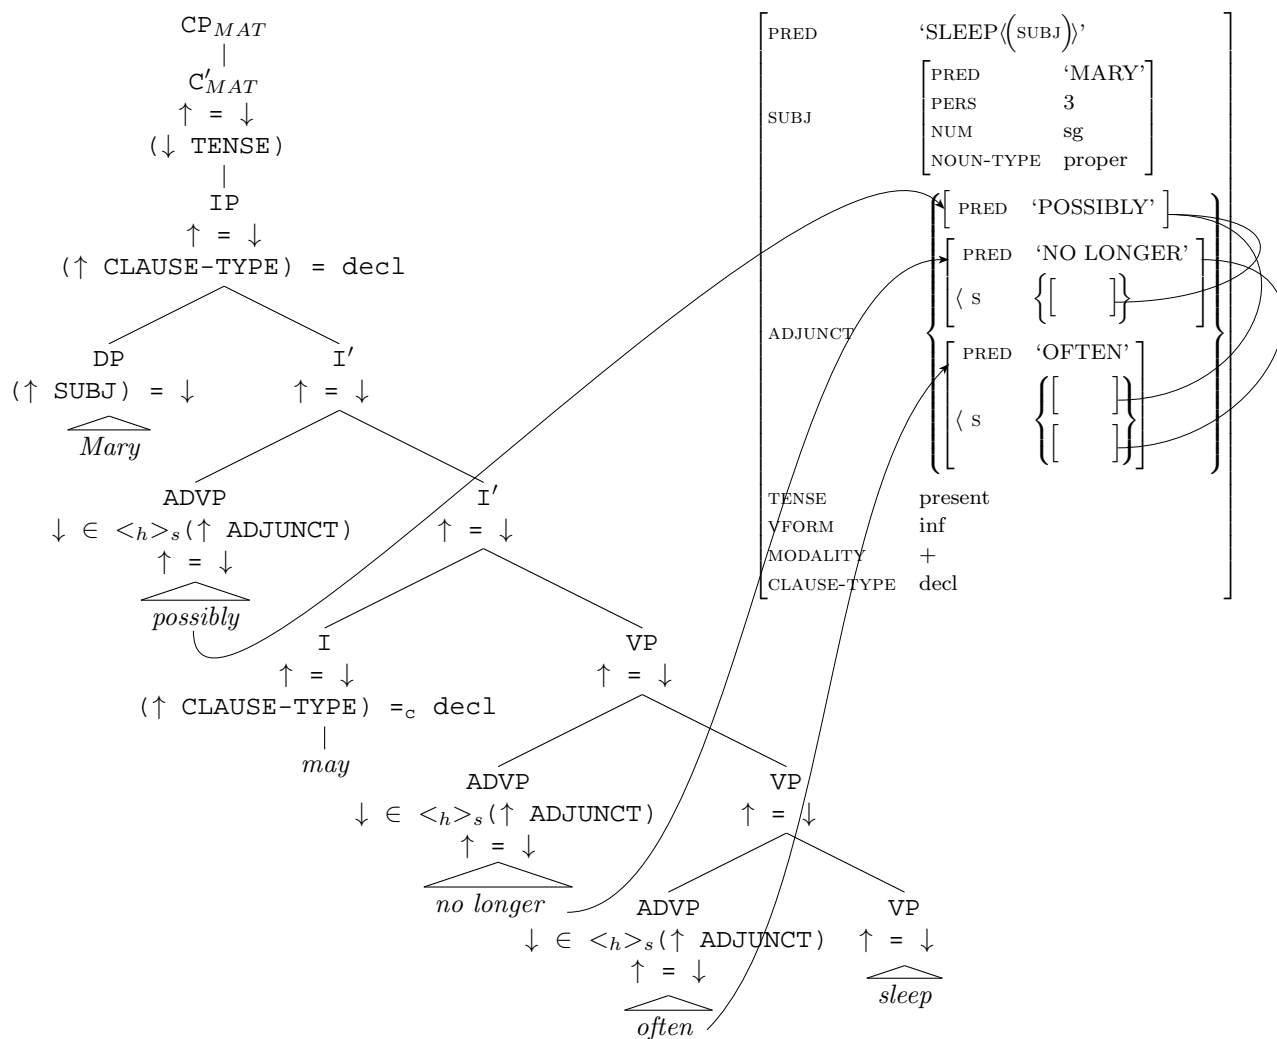 CP_MAT
C′_MAT
↑ = ↓
(↓ TENSE)
IP
↑ = ↓
(↑ CLAUSE-TYPE) = decl
DP I′
(↑ SUBJ) = ↓ ↑ = ↓
Mary
ADVP I′
↓ ∈ <h>s(↑ ADJUNCT) ↑ = ↓
↑ = ↓
possibly
I VP
↑ = ↓ ↑ = ↓
(↑ CLAUSE-TYPE) =c decl
may
ADVP VP
↓ ∈ <h>s(↑ ADJUNCT) ↑ = ↓
↑ = ↓
no longer
ADVP VP
↓ ∈ <h>s(↑ ADJUNCT) ↑ = ↓
↑ = ↓
often sleep
PRED ‘SLEEP⟨(SUBJ)⟩’
SUBJ
PRED ‘MARY’
PERS 3
NUM sg
NOUN-TYPE proper
ADJUNCT
PRED ‘POSSIBLY’
PRED ‘NO LONGER’
⟨ S {[ ]}
PRED ‘OFTEN’
⟨ S {[ ] [ ]}
TENSE present
VFORM inf
MODALITY +
CLAUSE-TYPE decl